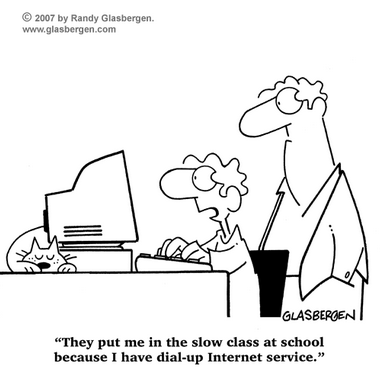 © 2007 by Randy Glasbergen.
www.glasbergen.com
GLASBERGEN
“They put me in the slow class at school
because I have dial-up Internet service.”